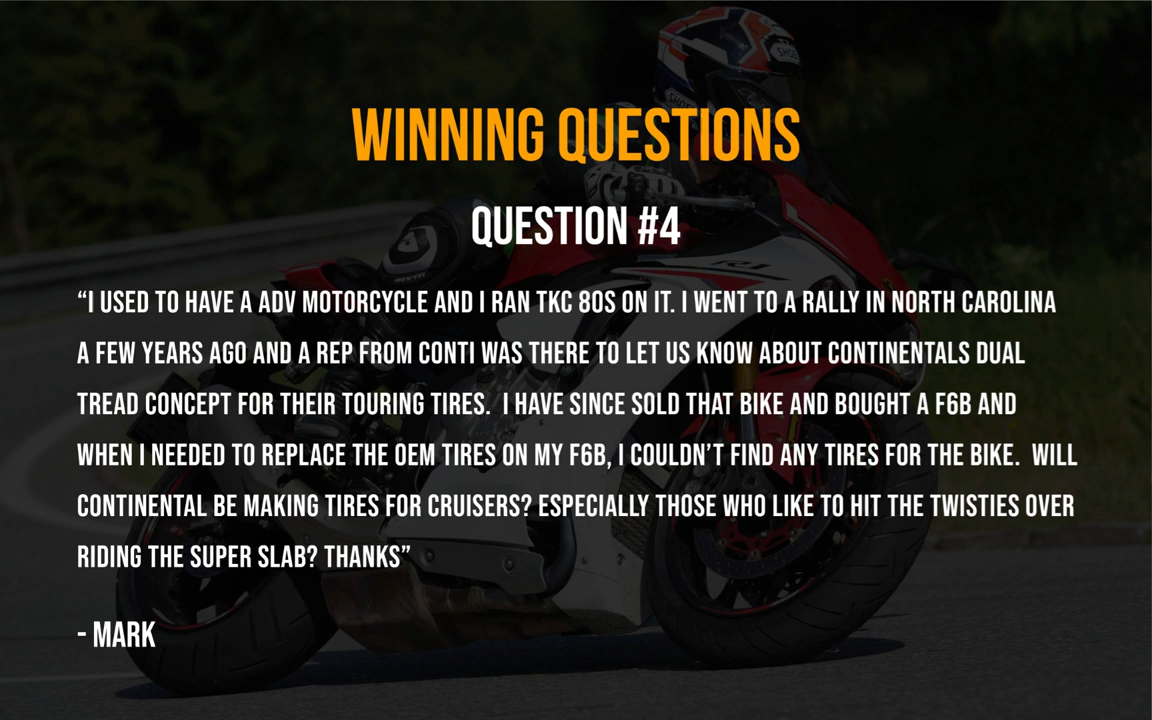 WINNING QUESTIONS
QUESTION #4
“I USED TO HAVE A ADV MOTORCYCLE AND I RAN TKC 80S ON IT. I WENT TO A RALLY IN NORTH CAROLINA
A FEW YEARS AGO AND A REP FROM CONTI WAS THERE TO LET US KNOW ABOUT CONTINENTALS DUAL
TREAD CONCEPT FOR THEIR TOURING TIRES.  I HAVE SINCE SOLD THAT BIKE AND BOUGHT A F6B AND
WHEN I NEEDED TO REPLACE THE OEM TIRES ON MY F6B, I COULDN’T FIND ANY TIRES FOR THE BIKE.  WILL
CONTINENTAL BE MAKING TIRES FOR CRUISERS? ESPECIALLY THOSE WHO LIKE TO HIT THE TWISTIES OVER
RIDING THE SUPER SLAB? THANKS”
- MARK
SHOEI
R1